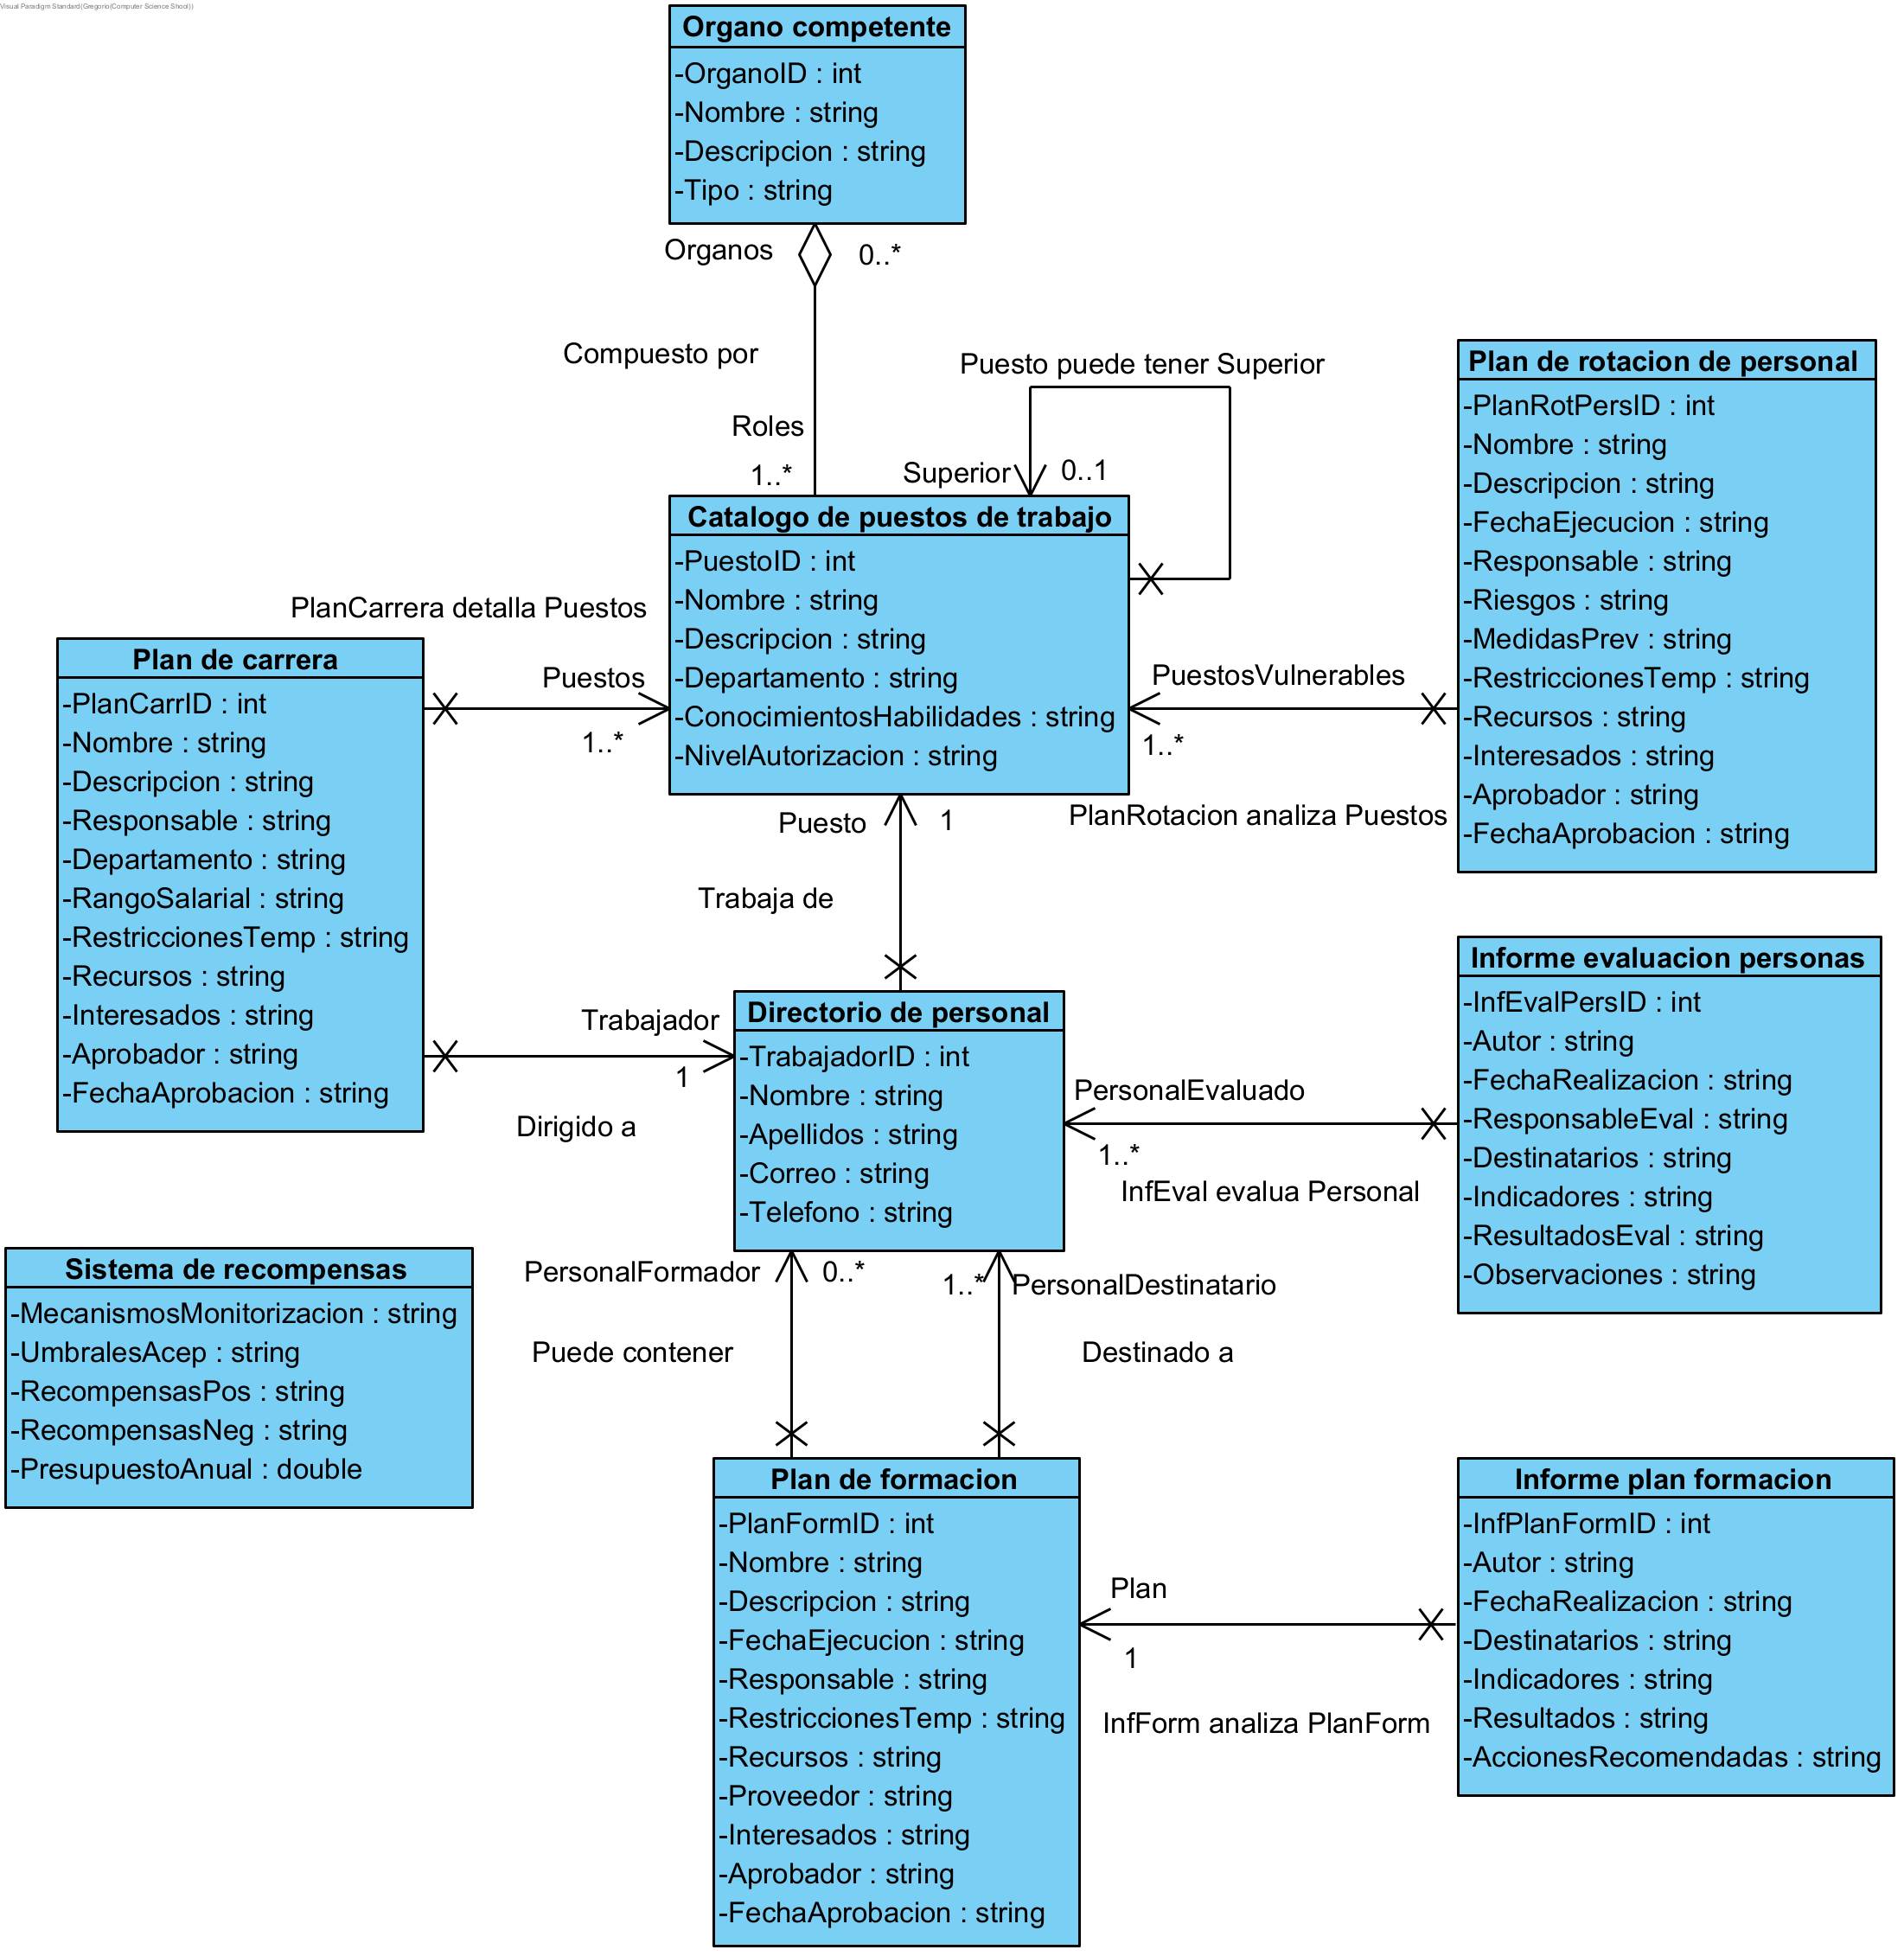 Visual Paradigm Standard(Gregorio(Computer Science Shool))
Organo competente
-OrganoID : int
-Nombre : string
-Descripcion : string
-Tipo : string
Organos
0..*
Compuesto por
Roles
1..*
Puesto puede tener Superior
Superior
0..1
Catalogo de puestos de trabajo
-PuestoID : int
-Nombre : string
-Descripcion : string
-Departamento : string
-ConocimientosHabilidades : string
-NivelAutorizacion : string
Plan de rotacion de personal
-PlanRotPersID : int
-Nombre : string
-Descripcion : string
-FechaEjecucion : string
-Responsable : string
-Riesgos : string
-MedidasPrev : string
-RestriccionesTemp : string
-Recursos : string
-Interesados : string
-Aprobador : string
-FechaAprobacion : string
PuestosVulnerables
1..*
PlanRotacion analiza Puestos
PlanCarrera detalla Puestos
Puestos
1..*
Plan de carrera
-PlanCarrID : int
-Nombre : string
-Descripcion : string
-Responsable : string
-Departamento : string
-RangoSalarial : string
-RestriccionesTemp : string
-Recursos : string
-Interesados : string
-Aprobador : string
-FechaAprobacion : string
Puesto
1
Trabaja de
Trabajador
1
Dirigido a
Directorio de personal
-TrabajadorID : int
-Nombre : string
-Apellidos : string
-Correo : string
-Telefono : string
Informe evaluacion personas
-InfEvalPersID : int
-Autor : string
-FechaRealizacion : string
-ResponsableEval : string
-Destinatarios : string
-Indicadores : string
-ResultadosEval : string
-Observaciones : string
PersonalEvaluado
1..*
InfEval evalua Personal
Sistema de recompensas
-MecanismosMonitorizacion : string
-UmbralesAcep : string
-RecompensasPos : string
-RecompensasNeg : string
-PresupuestoAnual : double
PersonalFormador
0..*
1..*
PersonalDestinatario
Puede contener
Destinado a
Plan de formacion
-PlanFormID : int
-Nombre : string
-Descripcion : string
-FechaEjecucion : string
-Responsable : string
-RestriccionesTemp : string
-Recursos : string
-Proveedor : string
-Interesados : string
-Aprobador : string
-FechaAprobacion : string
Plan
1
InfForm analiza PlanForm
Informe plan formacion
-InfPlanFormID : int
-Autor : string
-FechaRealizacion : string
-Destinatarios : string
-Indicadores : string
-Resultados : string
-AccionesRecomendadas : string